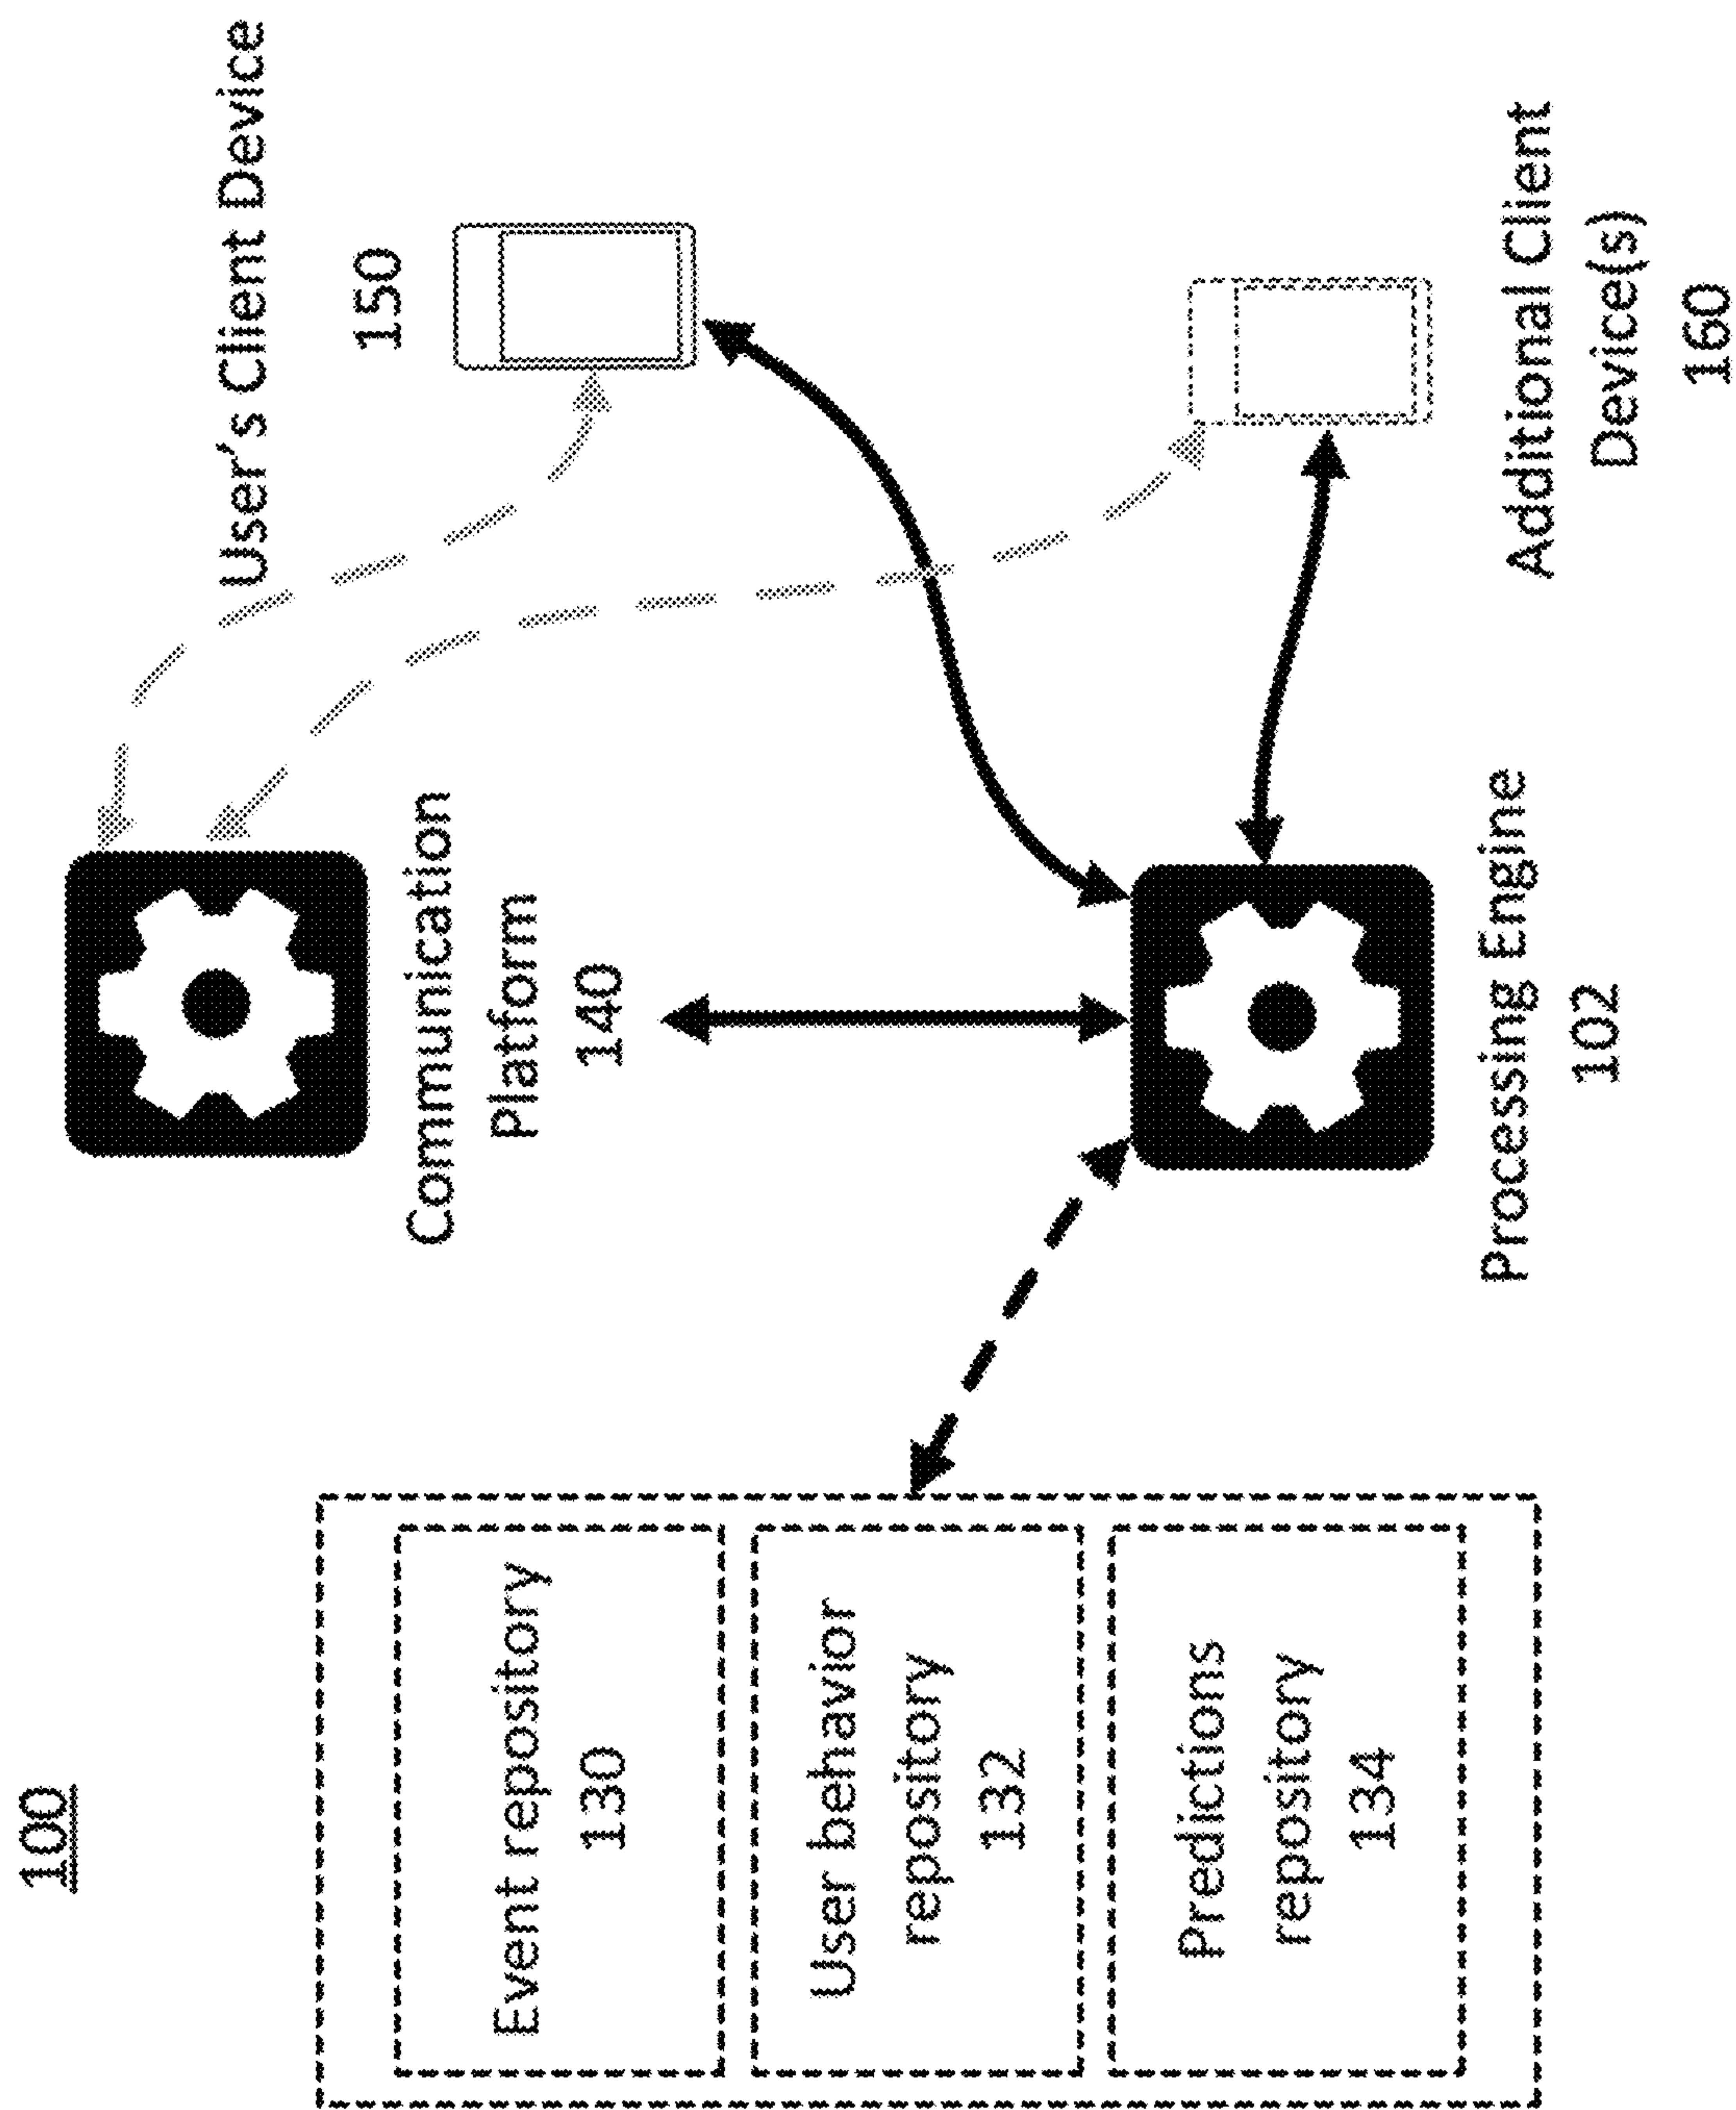 100
Event repository
130
User behavior
repository
132
Predictions
repository
134
Communication
Platform
140
Processing Engine
102
User's Client Device
150
Additional Client
Device(s)
160